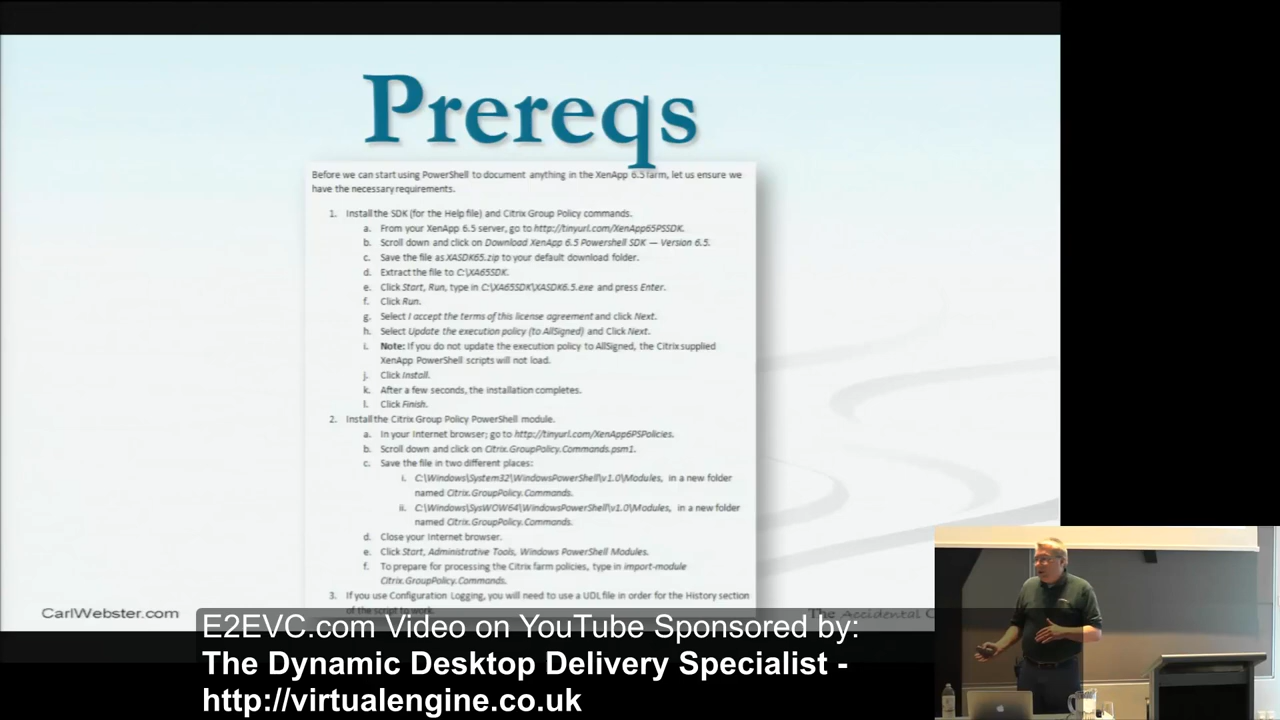 Prereqs
Before we can start using PowerShell to document anything in the XenApp 6.5 farm, let us ensure we
have the necessary requirements.
1. Install the SDK (for the Help file) and Citrix Group Policy commands.
a. From your XenApp 6.5 server, go to http://tinyurl.com/XenApp65PSSDK.
b. Scroll down and click on Download XenApp 6.5 Powershell SDK — Version 6.5.
c. Save the file as XASDK65.zip to your default download folder.
d. Extract the file to C:\XA65SDK.
e. Click Start, Run, type in C:\XA65SDK\XASDK6.5.exe and press Enter.
f. Click Run.
g. Select I accept the terms of this license agreement and click Next.
h. Select Update the execution policy (to AllSigned) and Click Next.
i. Note: If you do not update the execution policy to AllSigned, the Citrix supplied
XenApp PowerShell scripts will not load.
j. Click Install.
k. After a few seconds, the installation completes.
l. Click Finish.
2. Install the Citrix Group Policy PowerShell module.
a. In your Internet browser; go to http://tinyurl.com/XenApp6PSPolicies.
b. Scroll down and click on Citrix.GroupPolicy.Commands.psm1.
c. Save the file in two different places:
i. C:\Windows\System32\WindowsPowerShell\v1.0\Modules, in a new folder
named Citrix.GroupPolicy.Commands.
ii. C:\Windows\SysWOW64\WindowsPowerShell\v1.0\Modules, in a new folder
named Citrix.GroupPolicy.Commands.
d. Close your Internet browser.
e. Click Start, Administrative Tools, Windows PowerShell Modules.
f. To prepare for processing the Citrix farm policies, type in import-module
Citrix.GroupPolicy.Commands.
3. If you use Configuration Logging, you will need to use a UDL file in order for the History section
of the script to work.
CarlWebster.com
The Accidental
E2EVC.com Video on YouTube Sponsored by:
The Dynamic Desktop Delivery Specialist -
http://virtualengine.co.uk